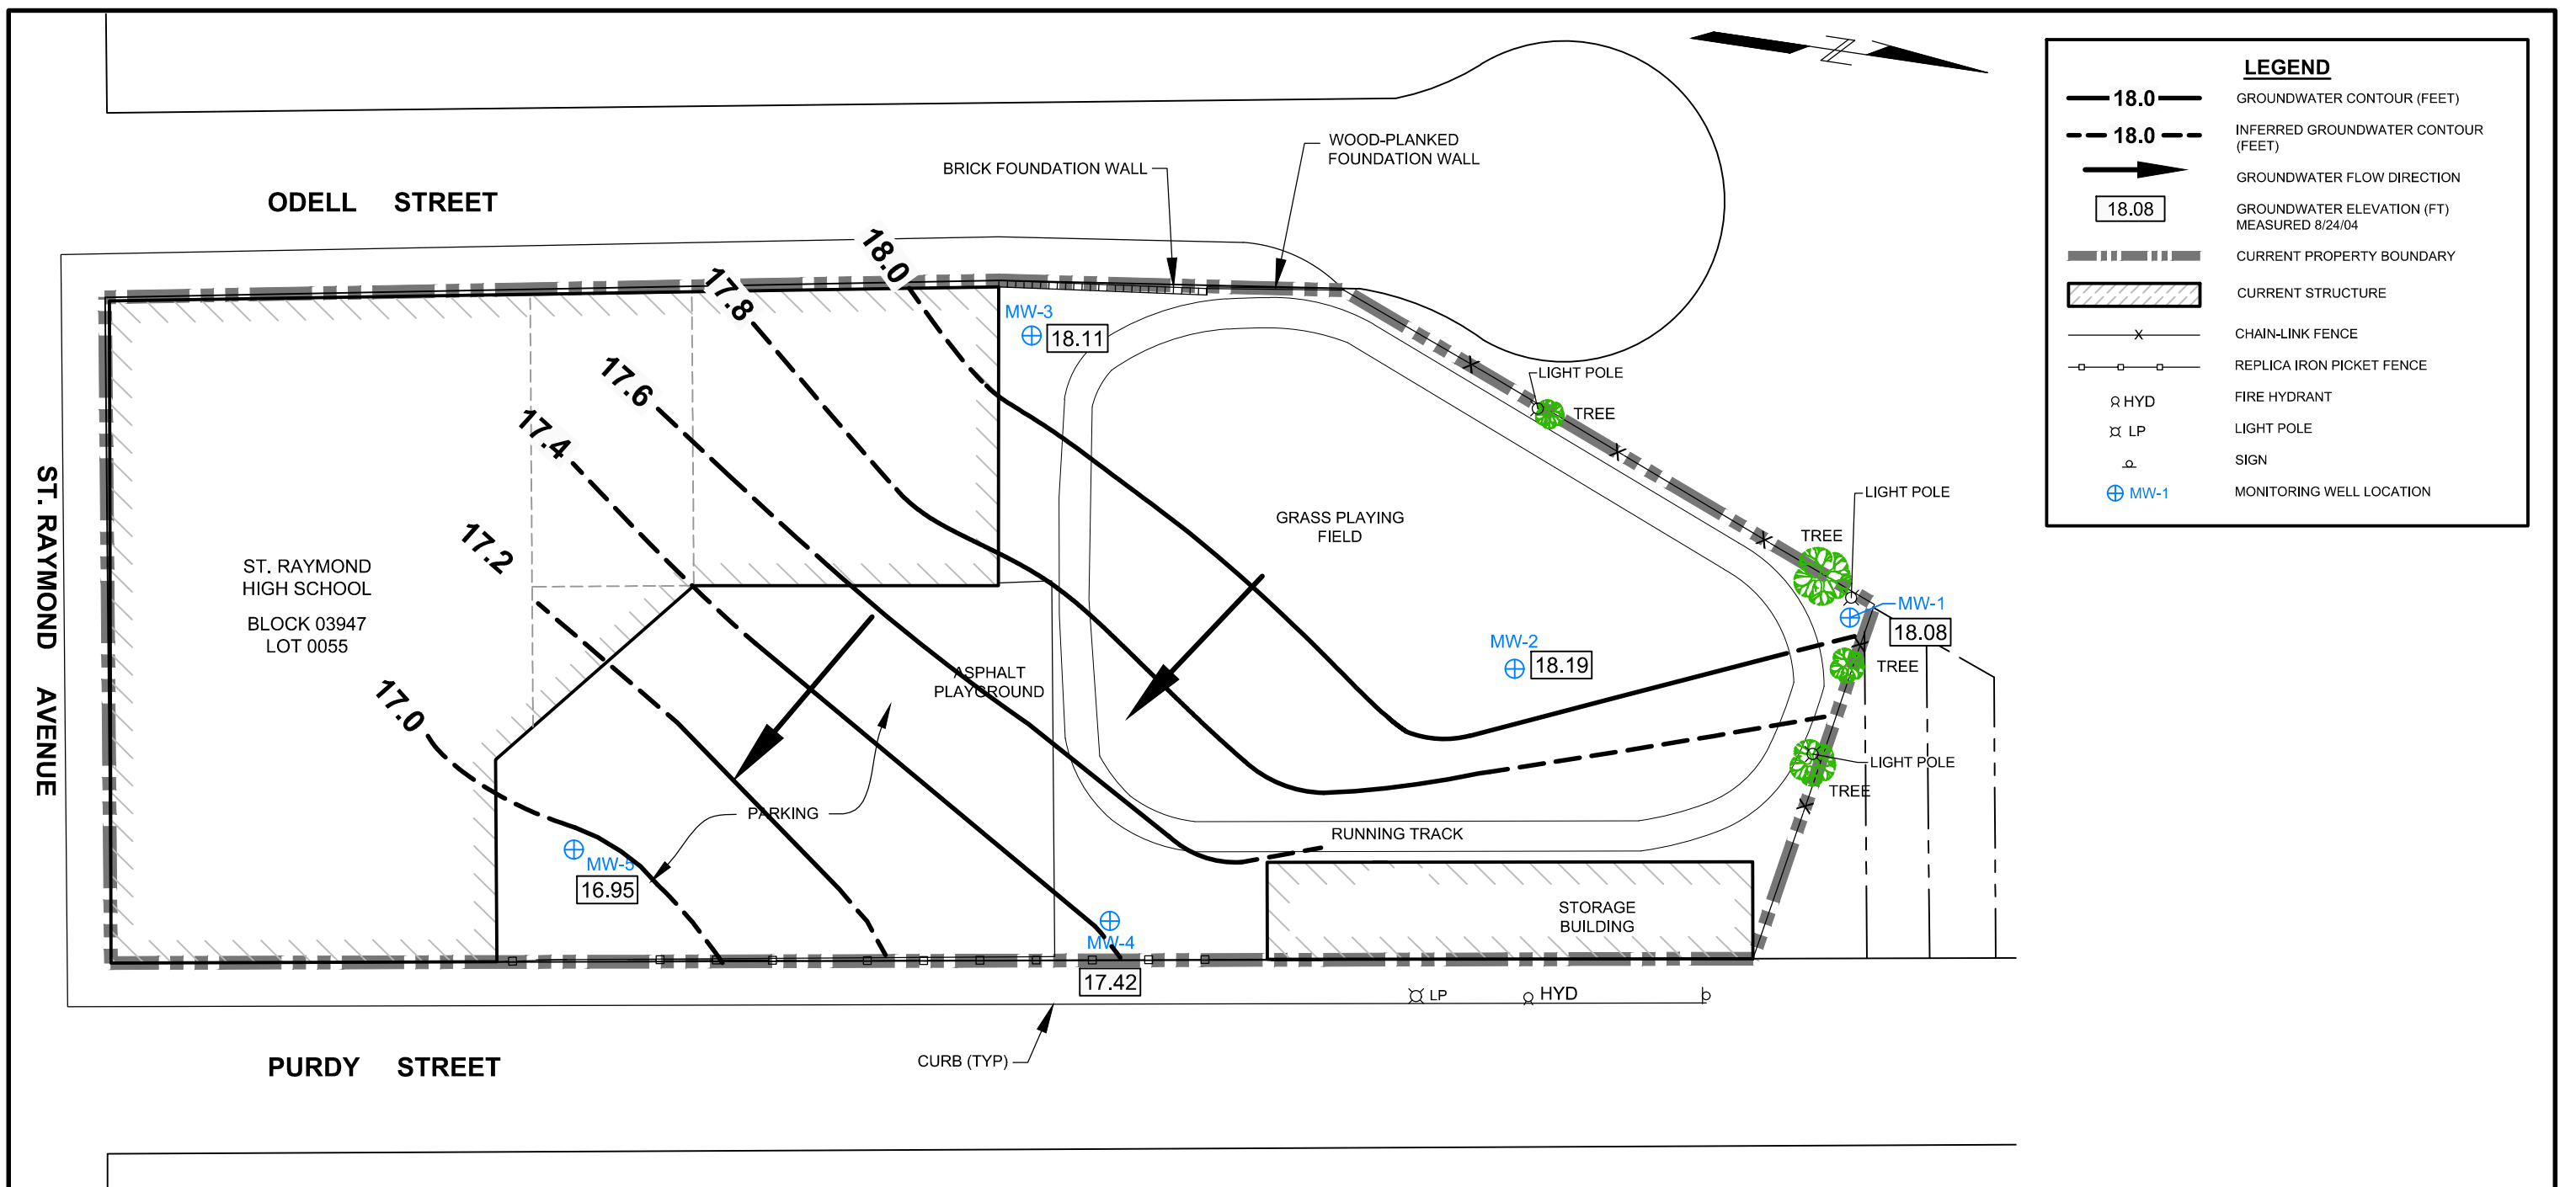 ODELL STREET
BRICK FOUNDATION WALL
WOOD-PLANKED
FOUNDATION WALL
N
LEGEND
18.0
GROUNDWATER CONTOUR (FEET)
18.0
INFERRED GROUNDWATER CONTOUR
(FEET)
GROUNDWATER FLOW DIRECTION
18.08
GROUNDWATER ELEVATION (FT)
MEASURED 8/24/04
CURRENT PROPERTY BOUNDARY
CURRENT STRUCTURE
X
CHAIN-LINK FENCE
REPLICA IRON PICKET FENCE
HYD
FIRE HYDRANT
LP
LIGHT POLE
SIGN
MW-1
MONITORING WELL LOCATION
18.0
17.8
17.6
17.4
17.2
17.0
MW-3
18.11
LIGHT POLE
TREE
LIGHT POLE
TREE
GRASS PLAYING
FIELD
ST. RAYMOND AVENUE
ST. RAYMOND
HIGH SCHOOL
BLOCK 03947
LOT 0055
MW-1
18.08
MW-2
18.19
TREE
ASPHALT
PLAYGROUND
LIGHT POLE
TREE
PARKING
RUNNING TRACK
MW-5
16.95
STORAGE
BUILDING
MW-4
17.42
LP
HYD
CURB (TYP)
PURDY STREET